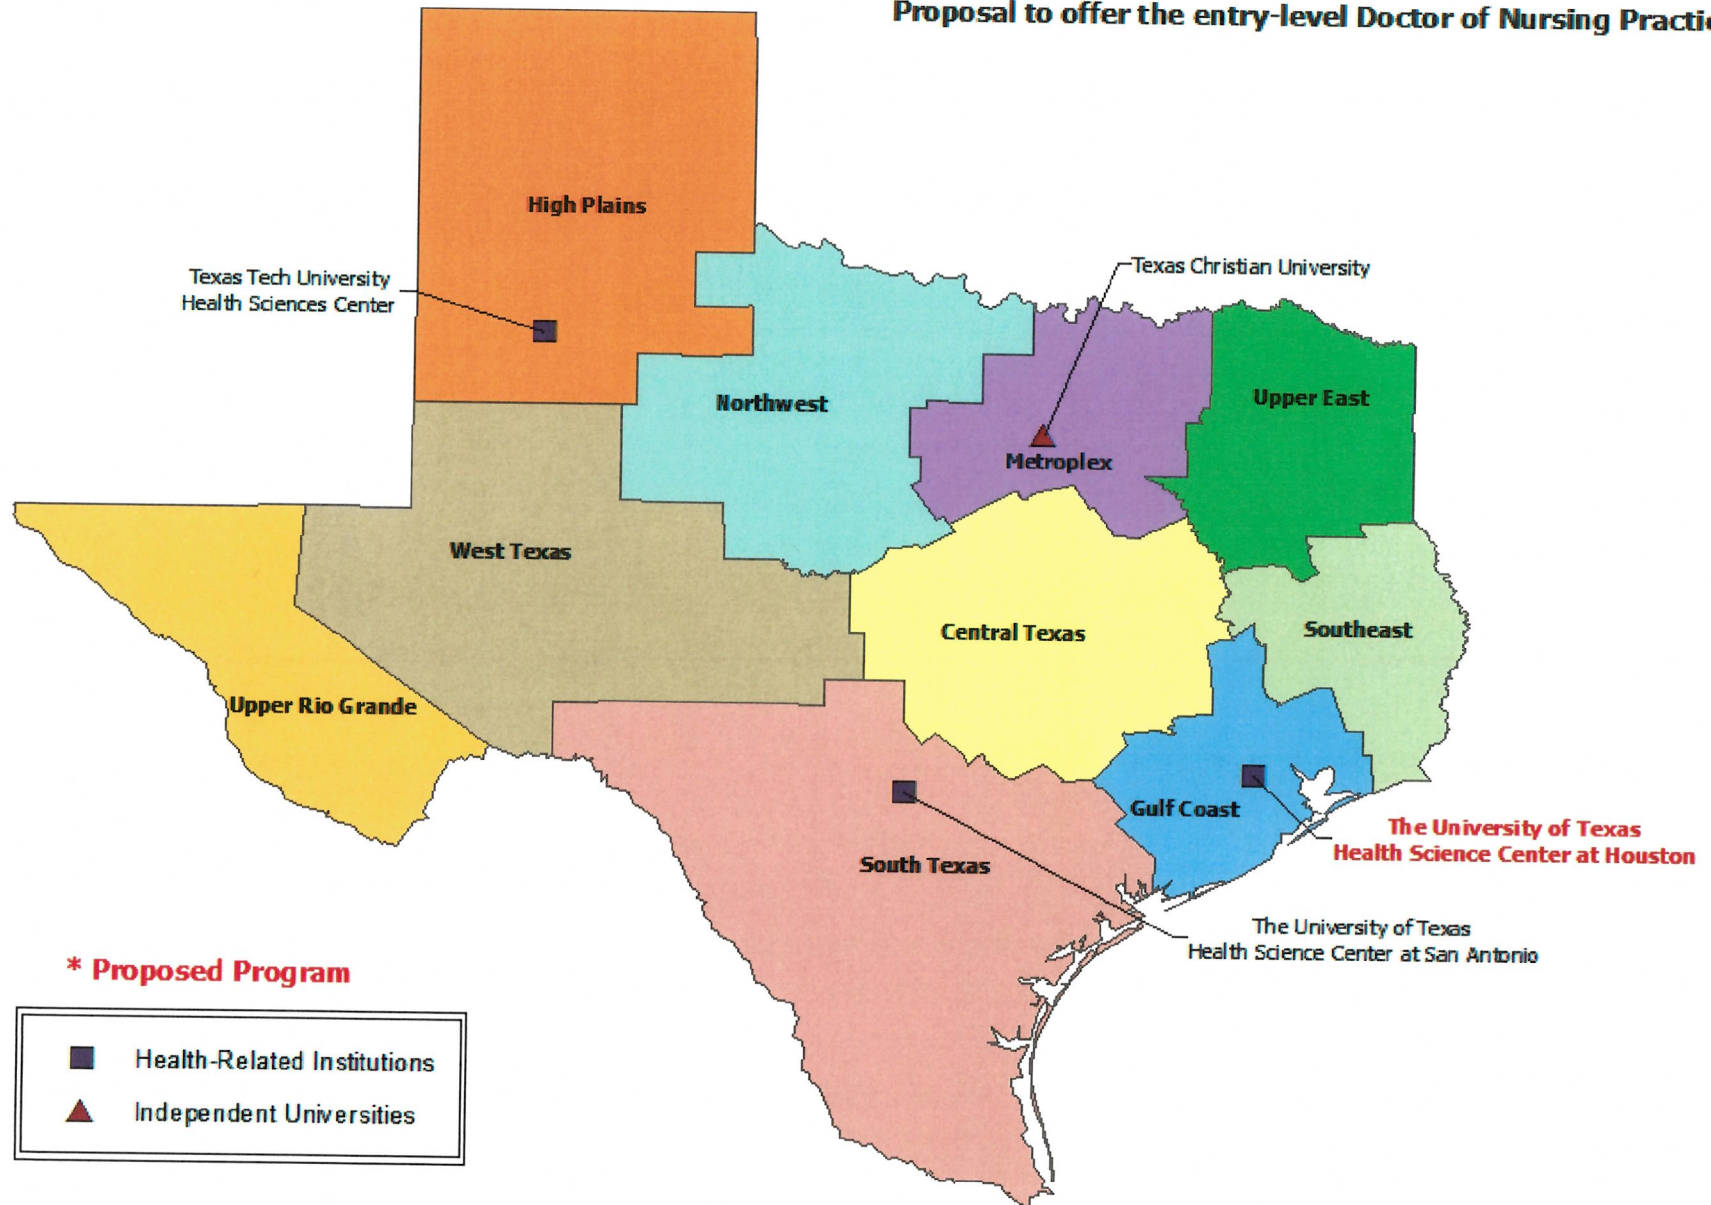 Proposal to offer the entry-level Doctor of Nursing
High Plains
Texas Tech University
Health Sciences Center
Texas Christian University
Northwest
Upper East
Metroplex
West Texas
Central Texas
Southeast
Upper Rio Grande
Gulf Coast
The University of Texas
Health Science Center at Houston
South Texas
The University of Texas
Health Science Center at San Antonio
* Proposed Program
Health-Related Institutions
Independent Universities